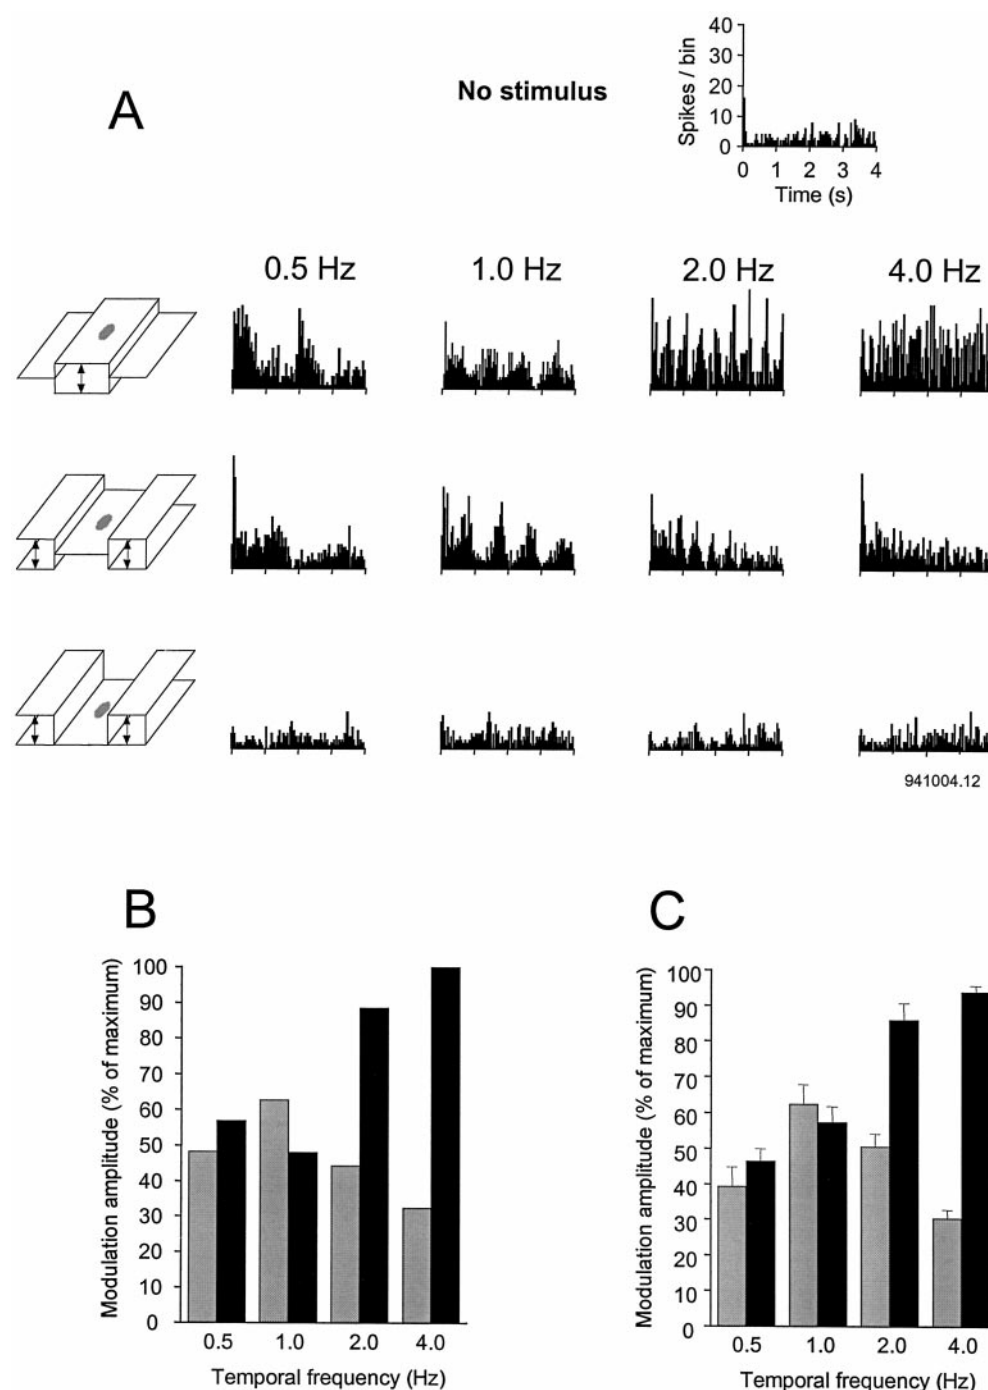 A
No stimulus
Spikes / bin
40
30
20
10
0
0 1 2 3 4
Time (s)
0.5 Hz 1.0 Hz 2.0 Hz 4.0 Hz
941004.12
B
Modulation amplitude (% of maximum)
100
90
80
70
60
50
40
30
20
10
0
0.5 1.0 2.0 4.0
Temporal frequency (Hz)
C
Modulation amplitude (% of maximum)
100
90
80
70
60
50
40
30
20
10
0
0.5 1.0 2.0 4.0
Temporal frequency (Hz)